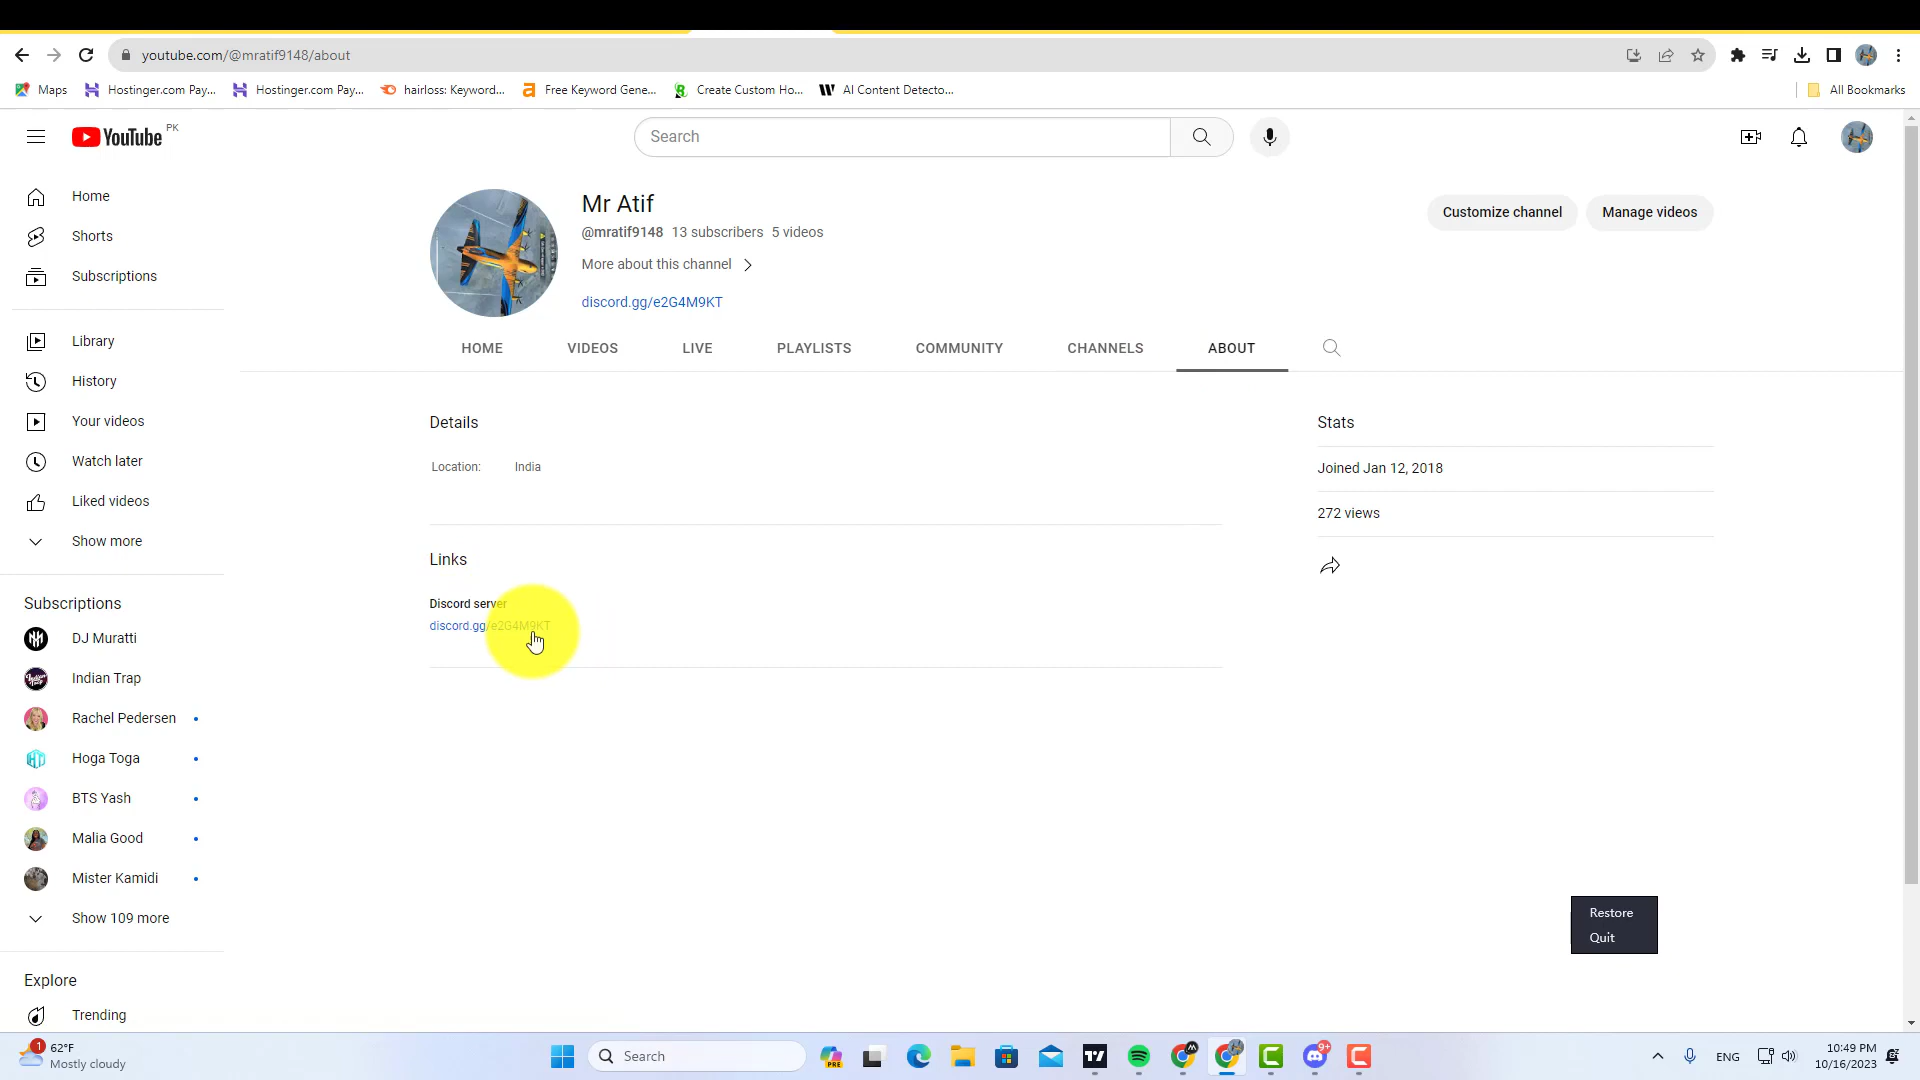 youtube.com/@mratif9148/about
Maps
Hostinger.com Pay...
Hostinger.com Pay...
hairloss: Keyword...
Free Keyword Gene...
Create Custom Ho...
AI Content Detecto...
All Bookmarks
YouTube PK
Search
Home
Shorts
Subscriptions
Library
History
Your videos
Watch later
Liked videos
Show more
Subscriptions
DJ Muratti
Indian Trap
Rachel Pedersen
Hoga Toga
BTS Yash
Malia Good
Mister Kamidi
Show 109 more
Explore
Trending
Mr Atif
@mratif9148 13 subscribers 5 videos
More about this channel
discord.gg/e2G4M9KT
Customize channel
Manage videos
HOME
VIDEOS
LIVE
PLAYLISTS
COMMUNITY
CHANNELS
ABOUT
Details
Location: India
Links
Discord server
discord.gg/e2G4M9KT
Stats
Joined Jan 12, 2018
272 views
Restore
Quit
1
62°F
Mostly cloudy
Search
PRE
9+
ENG
10:49 PM
10/16/2023